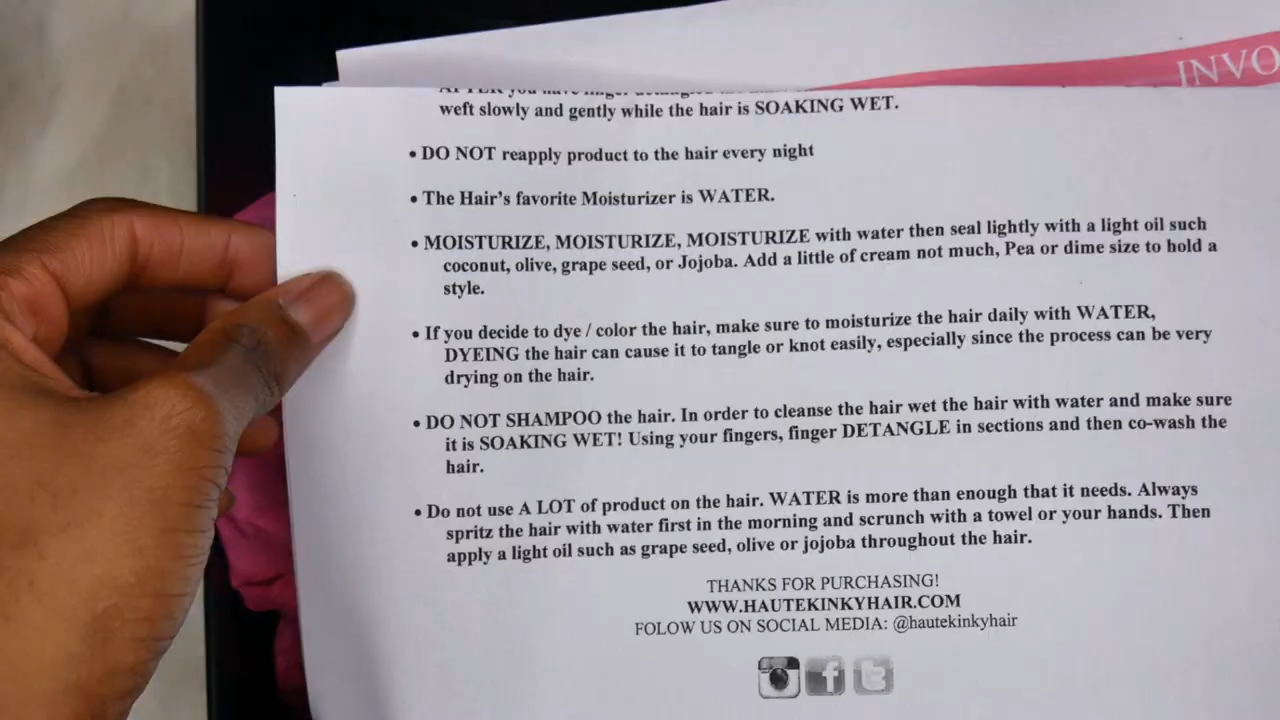 INVO
AFTER you have finger detangled the hair
weft slowly and gently while the hair is SOAKING WET.
• DO NOT reapply product to the hair every night
• The Hair's favorite Moisturizer is WATER.
• MOISTURIZE, MOISTURIZE, MOISTURIZE with water then seal lightly with a light oil such
coconut, olive, grape seed, or Jojoba. Add a little of cream not much, Pea or dime size to hold a
style.
• If you decide to dye / color the hair, make sure to moisturize the hair daily with WATER,
DYEING the hair can cause it to tangle or knot easily, especially since the process can be very
drying on the hair.
• DO NOT SHAMPOO the hair. In order to cleanse the hair wet the hair with water and make sure
it is SOAKING WET! Using your fingers, finger DETANGLE in sections and then co-wash the
hair.
• Do not use A LOT of product on the hair. WATER is more than enough that it needs. Always
spritz the hair with water first in the morning and scrunch with a towel or your hands. Then
apply a light oil such as grape seed, olive or jojoba throughout the hair.
THANKS FOR PURCHASING!
WWW.HAUTEKINKYHAIR.COM
FOLOW US ON SOCIAL MEDIA: @hautekinkyhair